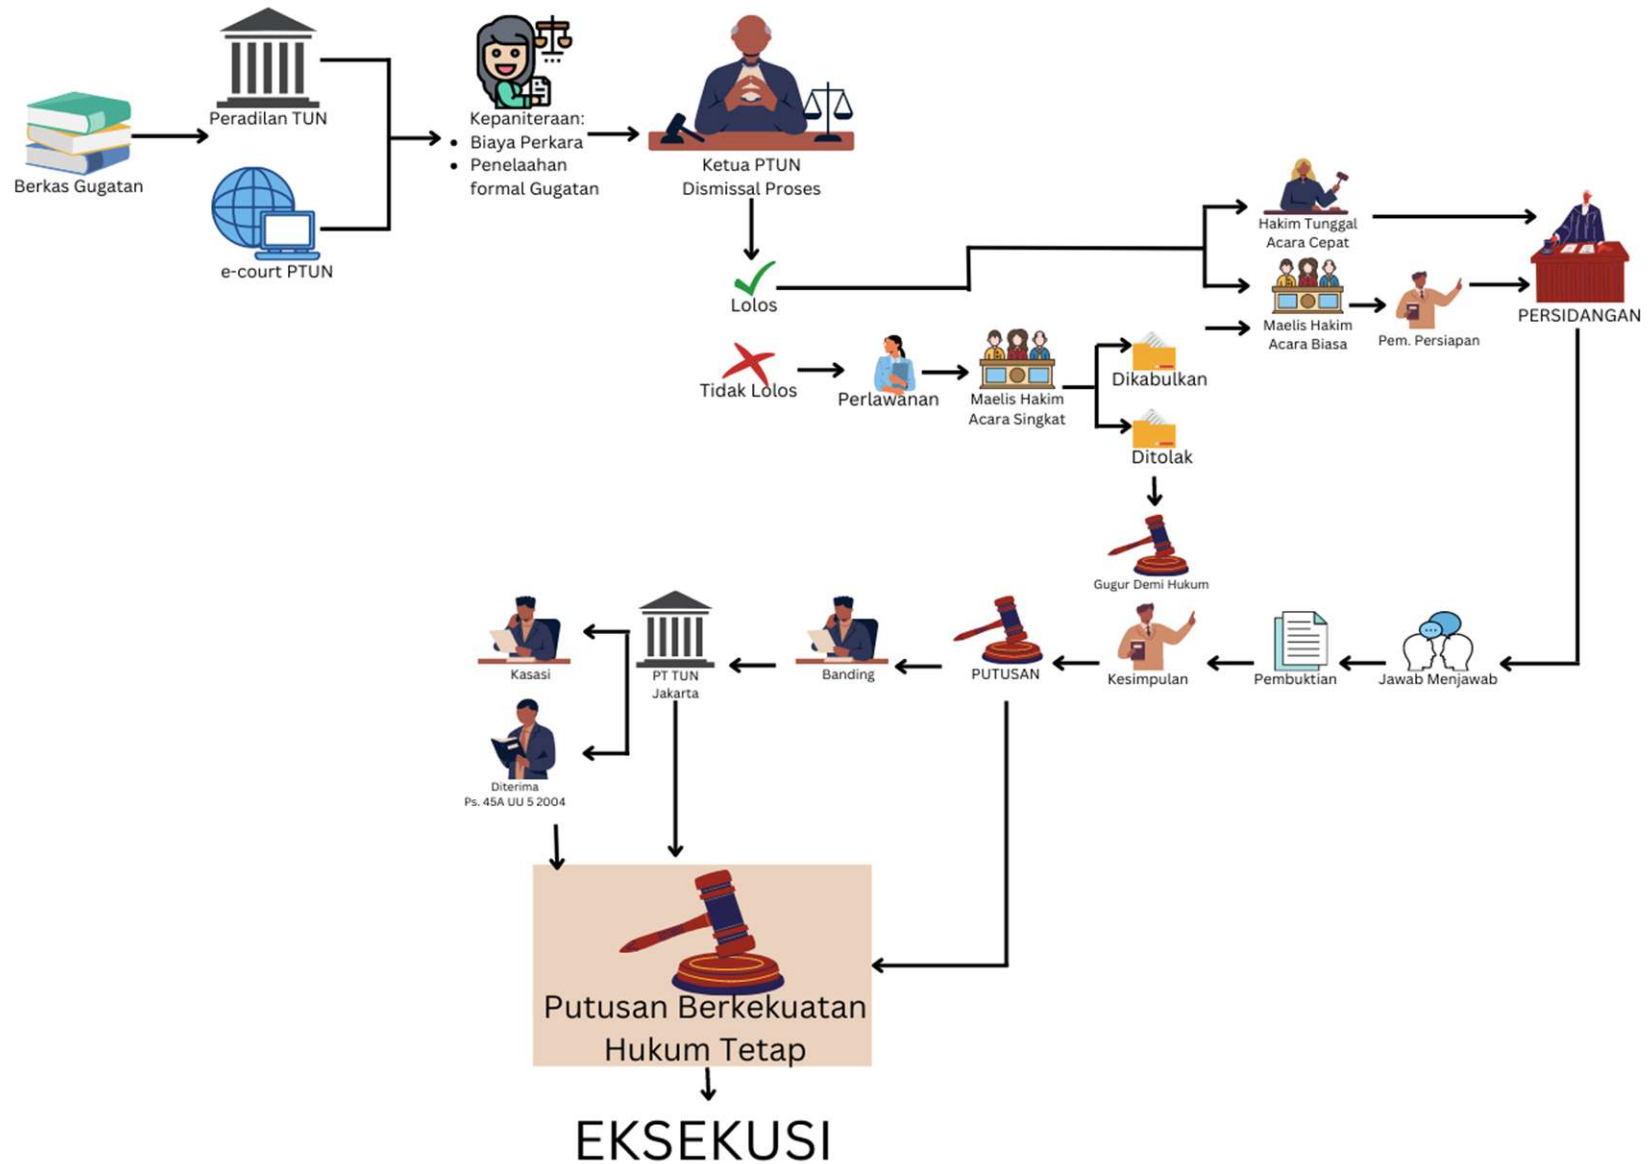 Peradilan TUN
Berkas Gugatan
e-court PTUN
Kepaniteraan:
• Biaya Perkara
• Penelaahan
formal Gugatan
Ketua PTUN
Dismissal Proses
Lolos
Tidak Lolos
Perlawanan
Maelis Hakim
Acara Singkat
Dikabulkan
Ditolak
Gugur Demi Hukum
Hakim Tunggal
Acara Cepat
Maelis Hakim
Acara Biasa
Pem. Persiapan
PERSIDANGAN
Jawab Menjawab
Pembuktian
Kesimpulan
PUTUSAN
Banding
PT TUN
Jakarta
Kasasi
Diterima
Ps. 45A UU 5 2004
Putusan Berkekuatan
Hukum Tetap
EKSEKUSI